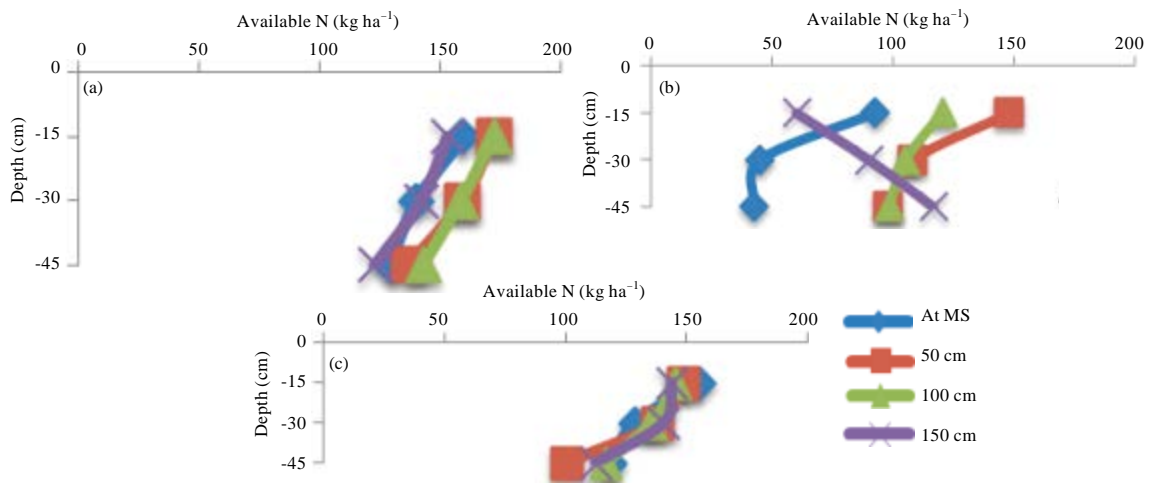 Available N (kg ha⁻¹)
0 50 100 150 200
0
(a)
-15
-30
-45
Depth (cm)
Available N (kg ha⁻¹)
0 50 100 150 200
0
(b)
-15
-30
-45
Depth (cm)
Available N (kg ha⁻¹)
0 50 100 150 200
0
(c)
-15
-30
-45
Depth (cm)
At MS
50 cm
100 cm
150 cm